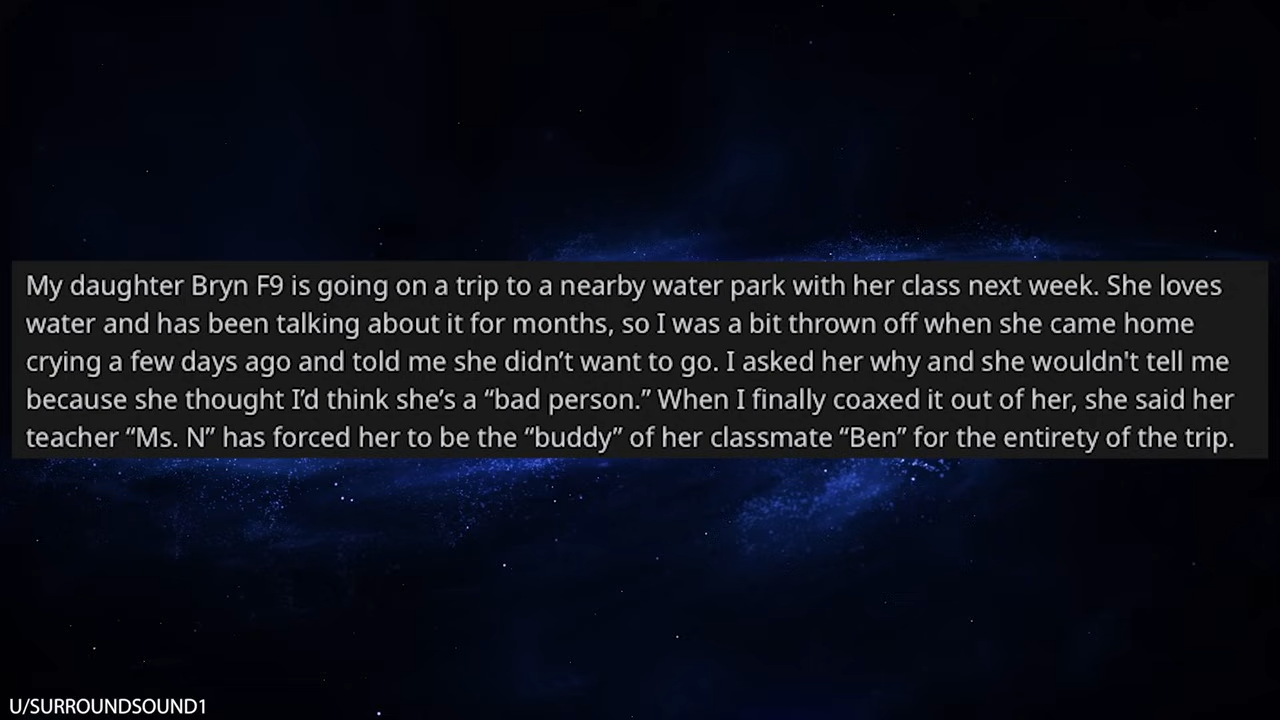 My daughter Bryn F9 is going on a trip to a nearby water park with her class next week. She loves
water and has been talking about it for months, so I was a bit thrown off when she came home
crying a few days ago and told me she didn’t want to go. I asked her why and she wouldn't tell me
because she thought I’d think she’s a “bad person.” When I finally coaxed it out of her, she said her
teacher “Ms. N” has forced her to be the “buddy” of her classmate “Ben” for the entirety of the trip.
U/SURROUNDSOUND1